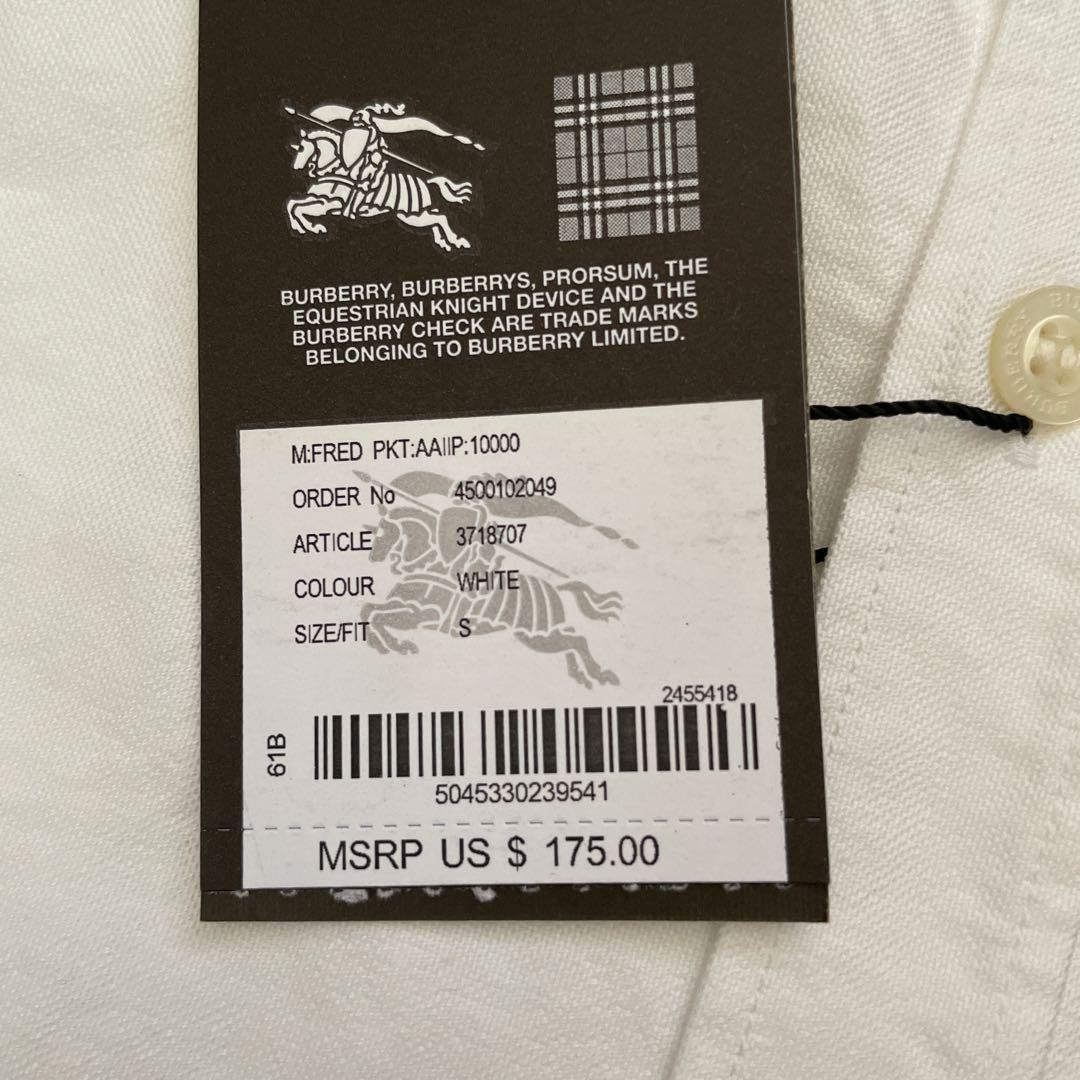 BURBERRY, BURBERRYS, PRORSUM, THE
EQUESTRIAN KNIGHT DEVICE AND THE
BURBERRY CHECK ARE TRADE MARKS
BELONGING TO BURBERRY LIMITED.
M:FRED PKT:AAIIP:10000
ORDER No 4500102049
ARTICLE 3718707
COLOUR WHITE
SIZE/FIT S
2455418
61B
5045330239541
MSRP US $ 175.00
BURBERRY